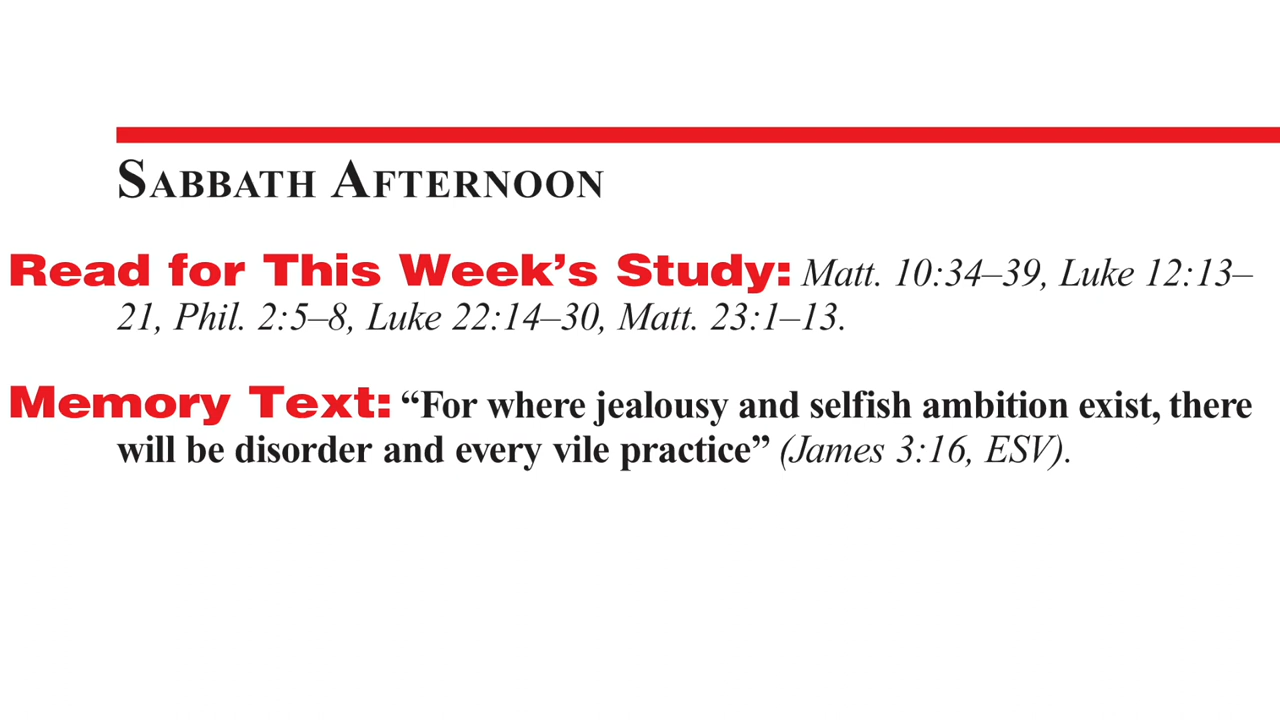 SABBATH AFTERNOON
Read for This Week’s Study: Matt. 10:34–39, Luke 12:13–
21, Phil. 2:5–8, Luke 22:14–30, Matt. 23:1–13.
Memory Text: “For where jealousy and selfish ambition exist, there
will be disorder and every vile practice” (James 3:16, ESV).